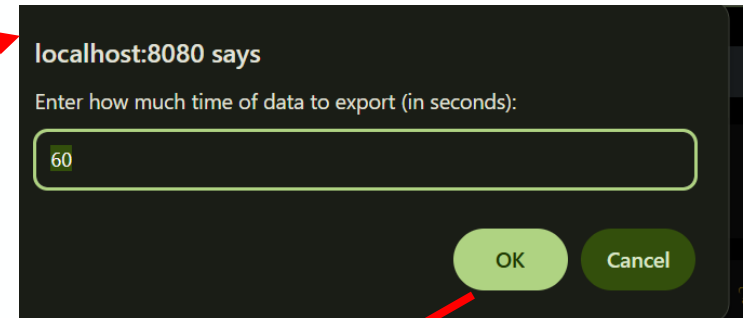 localhost:8080 says
Enter how much time of data to export (in seconds):
60
OK Cancel